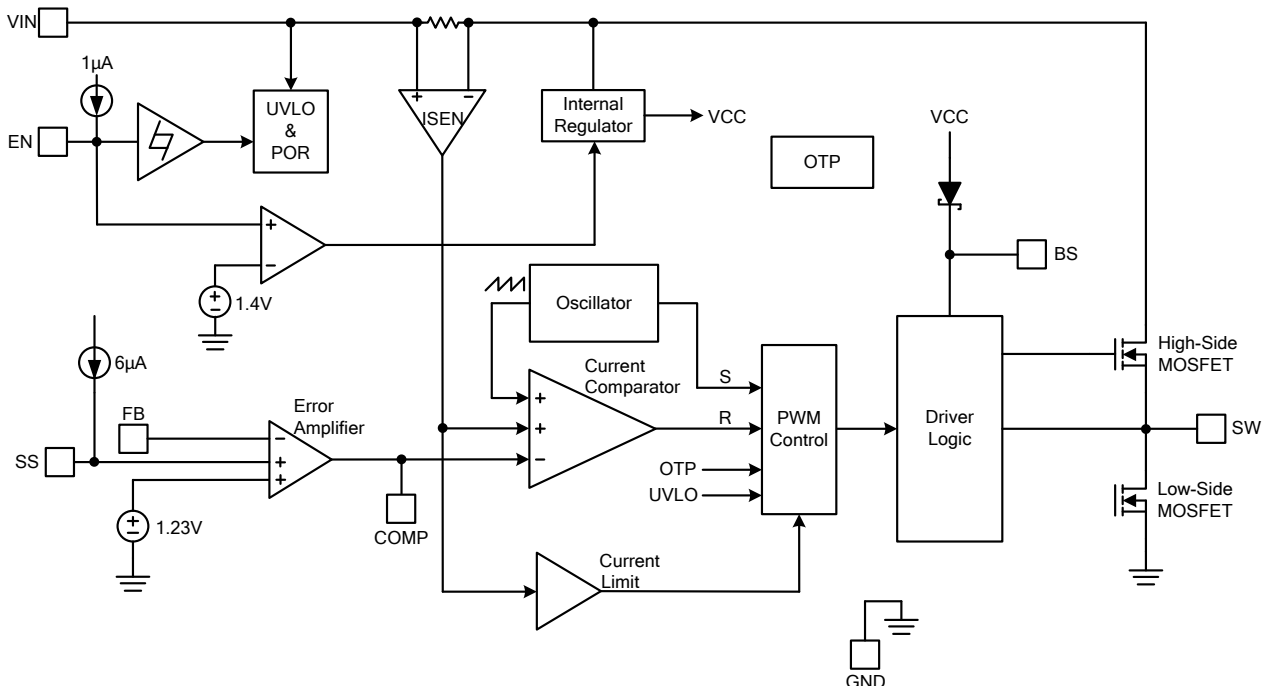 VIN
1µA
EN
UVLO
&
POR
+
−
ISEN
Internal
Regulator
VCC
OTP
VCC
BS
+
−
+
−
1.4V
Oscillator
6µA
FB
SS
Error
Amplifier
−
+
+
+
−
1.23V
COMP
Current
Comparator
+
+
−
S
R
OTP
UVLO
PWM
Control
Driver
Logic
High-Side
MOSFET
SW
Low-Side
MOSFET
Current
Limit
GND